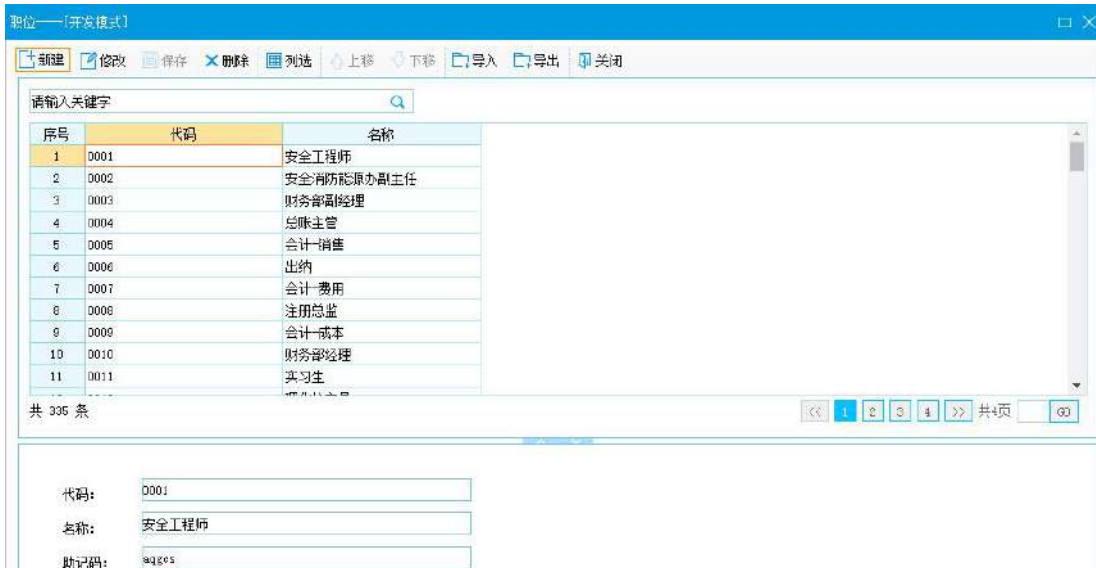 职位——[开发模式]
新建 修改 保存 删除 列选 上移 下移 导入 导出 关闭
请输入关键字
序号 代码 名称
1 0001 安全工程师
2 0002 安全消防能源办副主任
3 0003 财务部副经理
4 0004 总账主管
5 0005 会计-销售
6 0006 出纳
7 0007 会计-费用
8 0008 注册总监
9 0009 会计-成本
10 0010 财务部经理
11 0011 实习生
共 335 条 << 1 2 3 4 >> 共4页 GO
代码: 0001
名称: 安全工程师
助记码: aqgcs